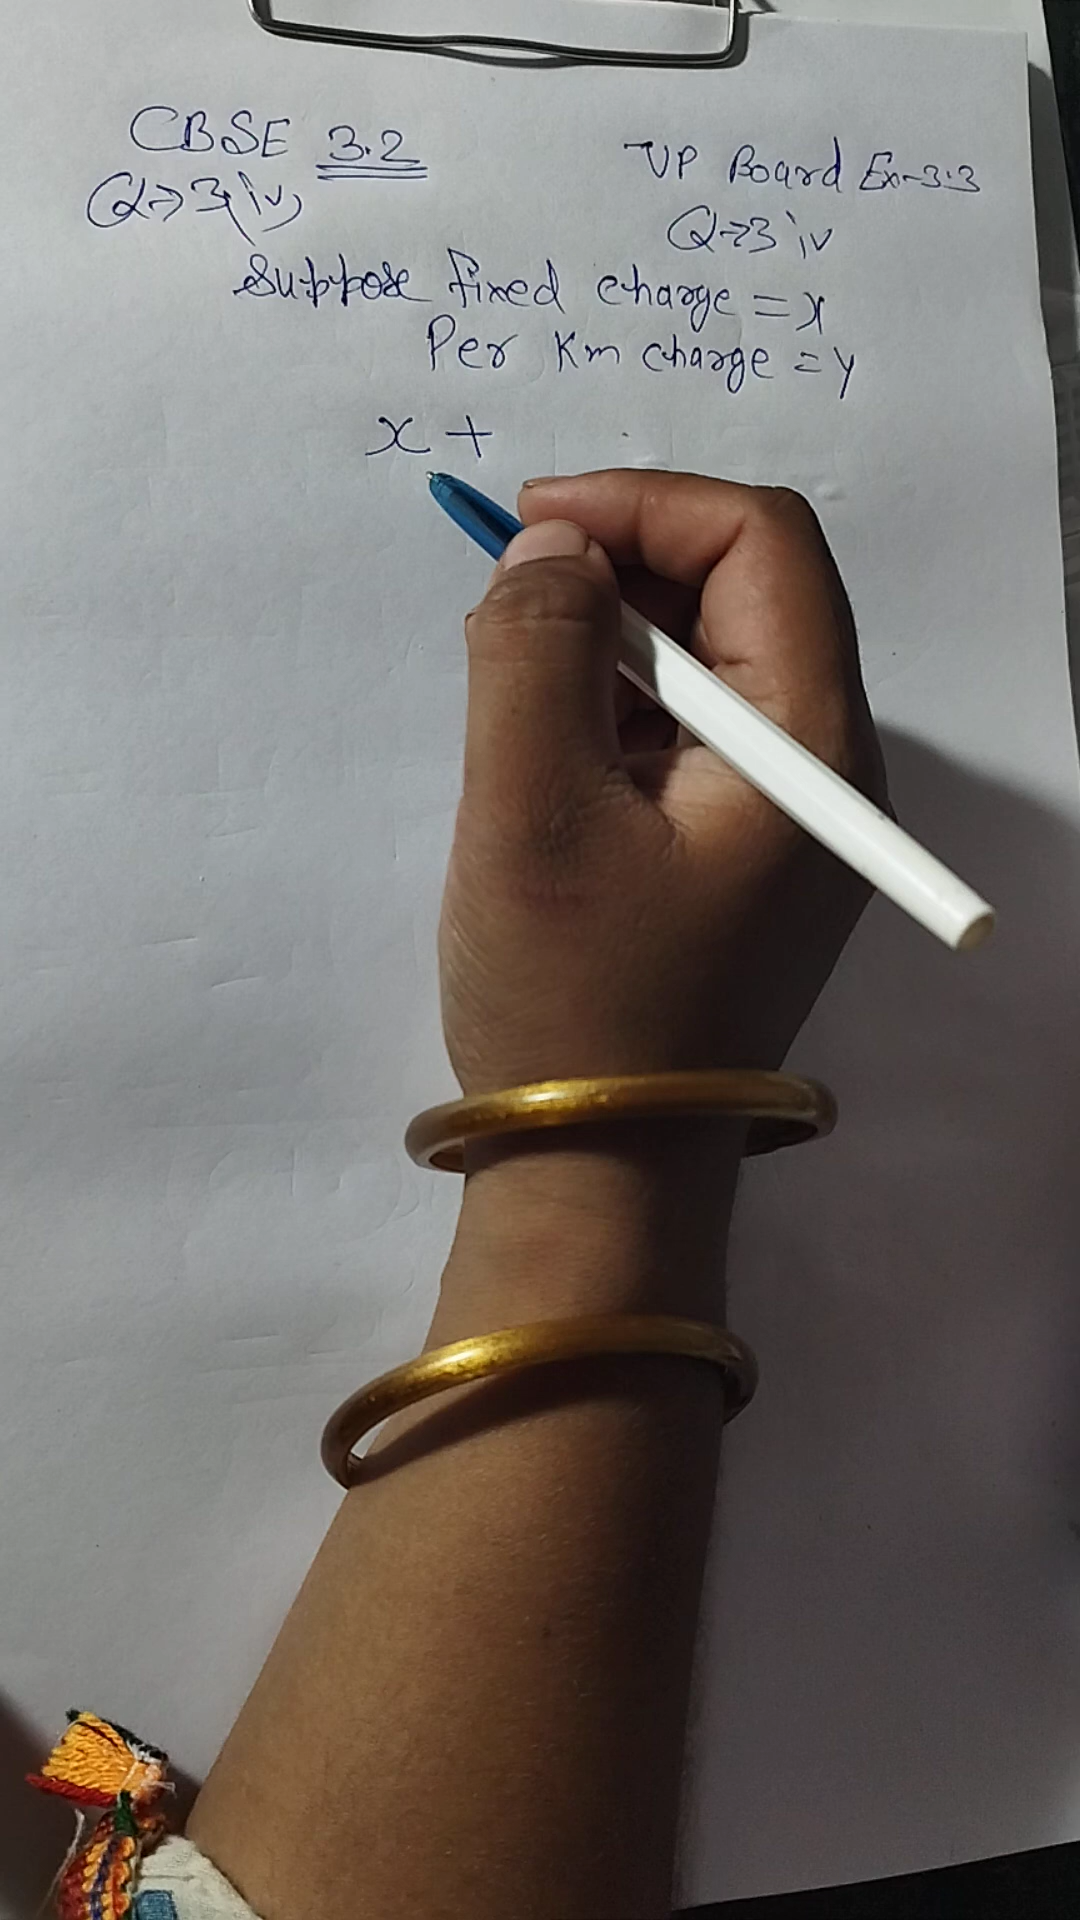 CBSE 3.2
Q→3(iv)
UP Board Ex-3.3
Q→3 iv
Suppose fixed charge = x
Per Km charge = y
x +